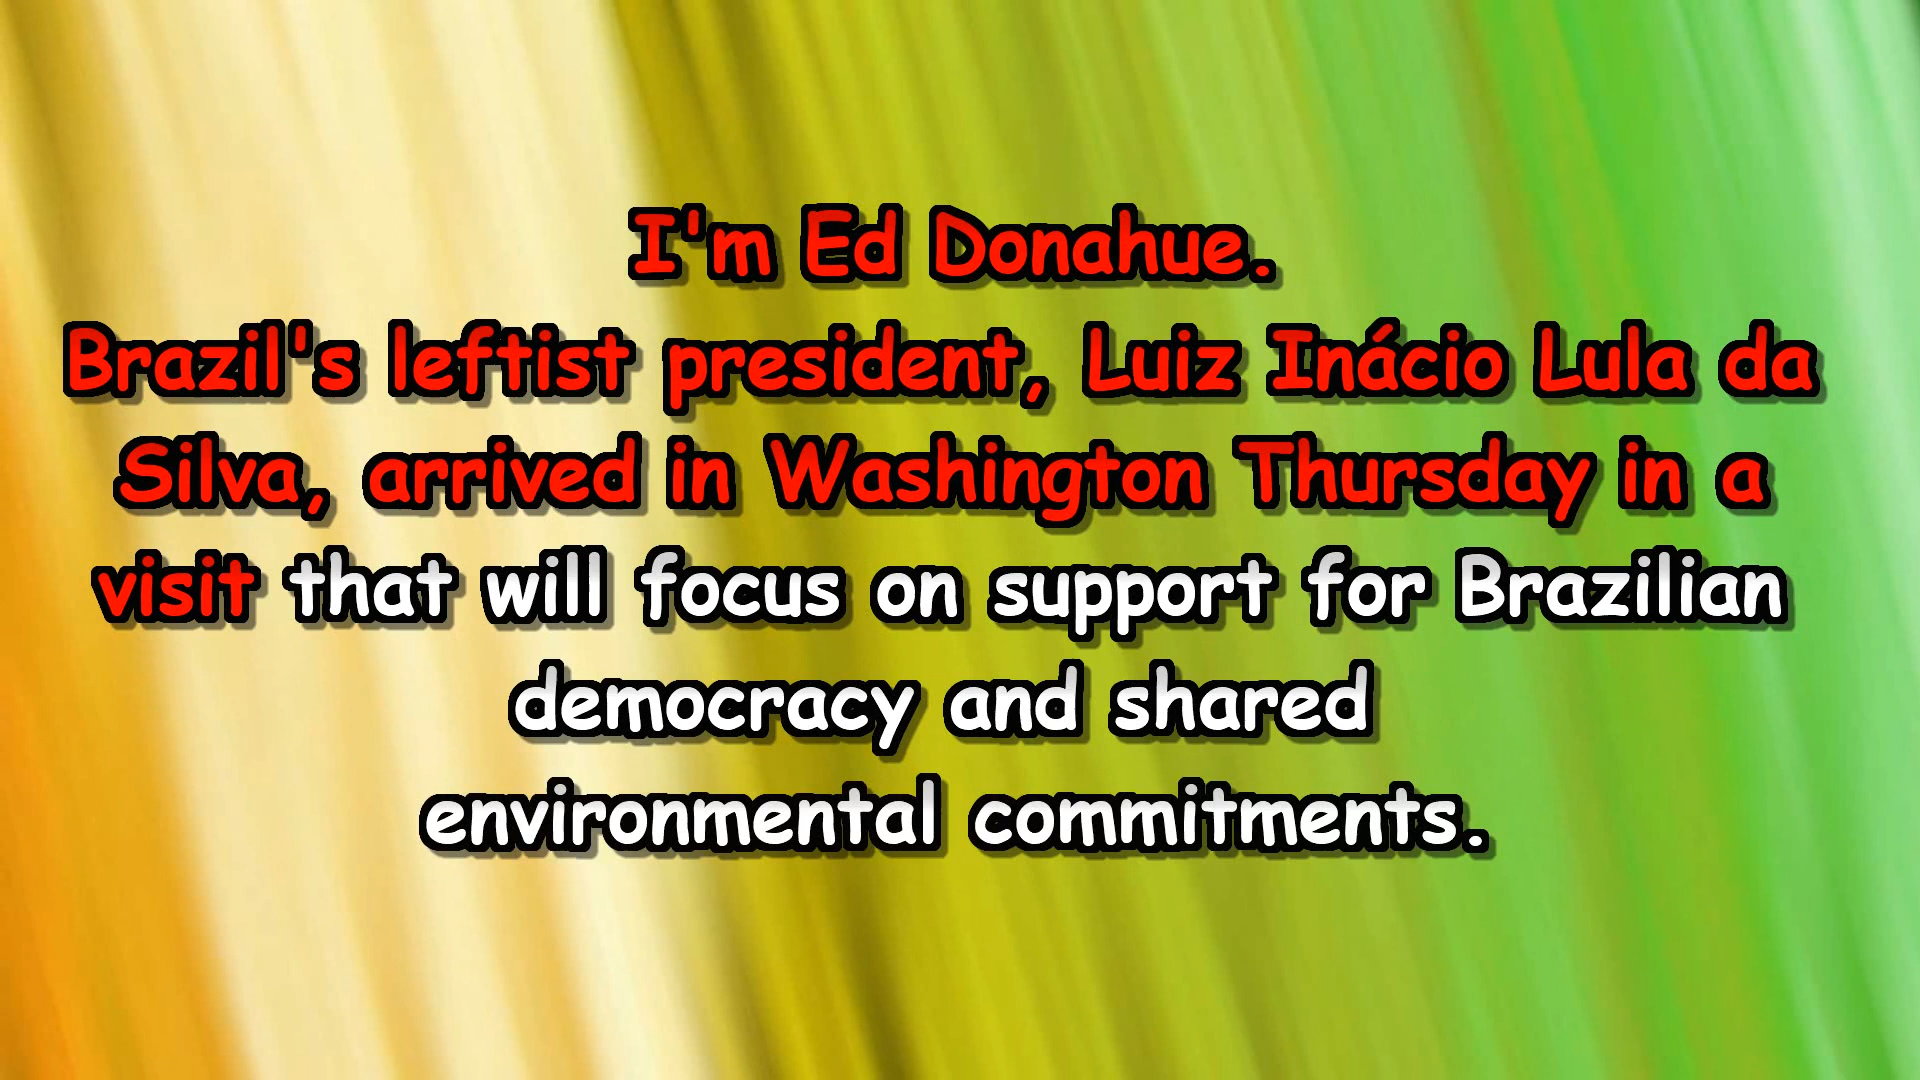 I'm Ed Donahue.
Brazil's leftist president, Luiz Inácio Lula da
Silva, arrived in Washington Thursday in a
visit that will focus on support for Brazilian
democracy and shared
environmental commitments.